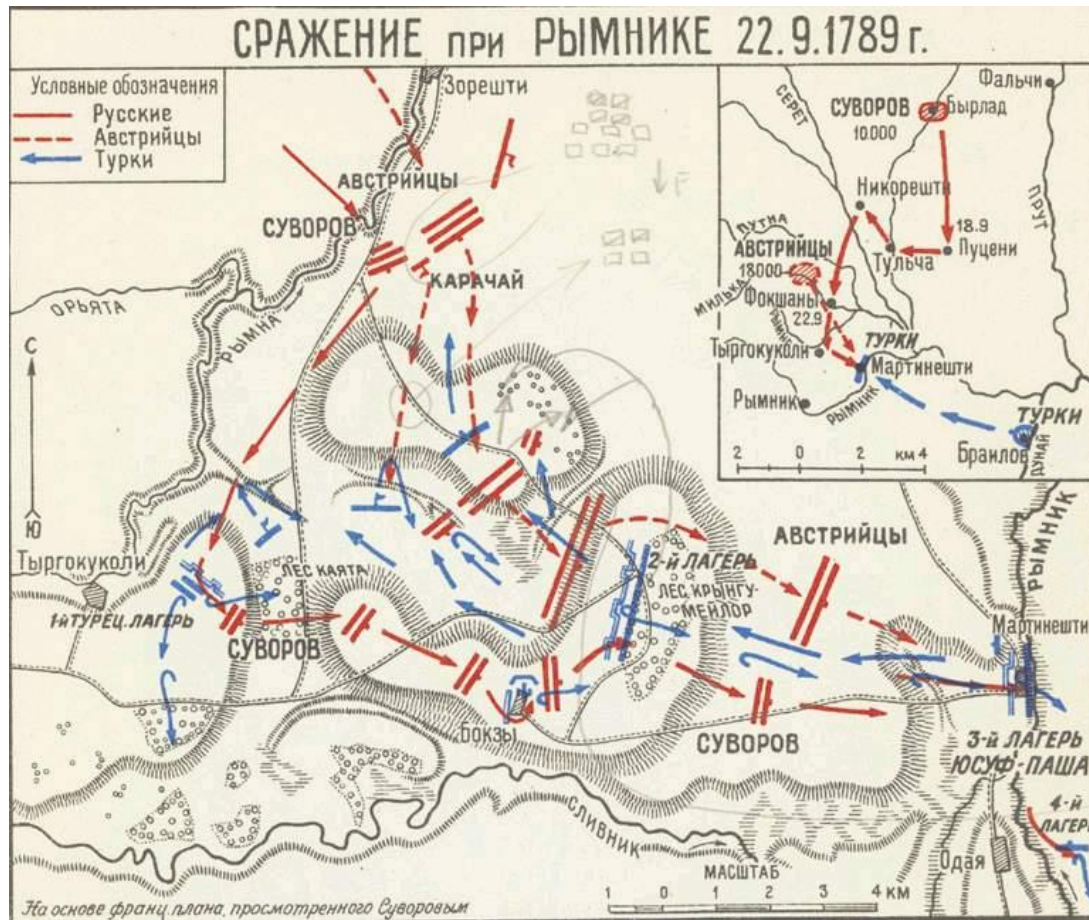 СРАЖЕНИЕ ПРИ РЫМНИКЕ 22.9.1789 г.
Условные обозначения
Русские
Австрийцы
Турки
Зорешти
АВСТРИЙЦЫ
СУВОРОВ
КАРАЧАЙ
ОРЬЯТА
РЫМНА
С
Ю
Тыргокуколи
1-й ТУРЕЦ. ЛАГЕРЬ
ЛЕС КАЯТА
СУВОРОВ
Бокзы
2-й ЛАГЕРЬ
ЛЕС КРЫНГУ-
МЕЙЛОР
АВСТРИЙЦЫ
СУВОРОВ
РЫМНИК
Мартинешти
3-й ЛАГЕРЬ
ЮСУФ-ПАША
4-й
ЛАГЕРЬ
Одая
СЛИВНИК
МАСШТАБ
1 0 1 2 3 4 км
На основе франц. плана, просмотренного Суворовым
Фальчи
СЕРЕТ
СУВОРОВ
10.000
Бырлад
ПРУТ
Никорешти
18.9
Пуцени
Тульча
ПУТНА
АВСТРИЙЦЫ
18000
МИЛЬКА
Фокшаны
22.9
РЫМНА
Тыргокуколи
ТУРКИ
Мартинешти
Рымник
РЫМНИК
ТУРКИ
Браилов
ДУНАЙ
2 0 2 км 4